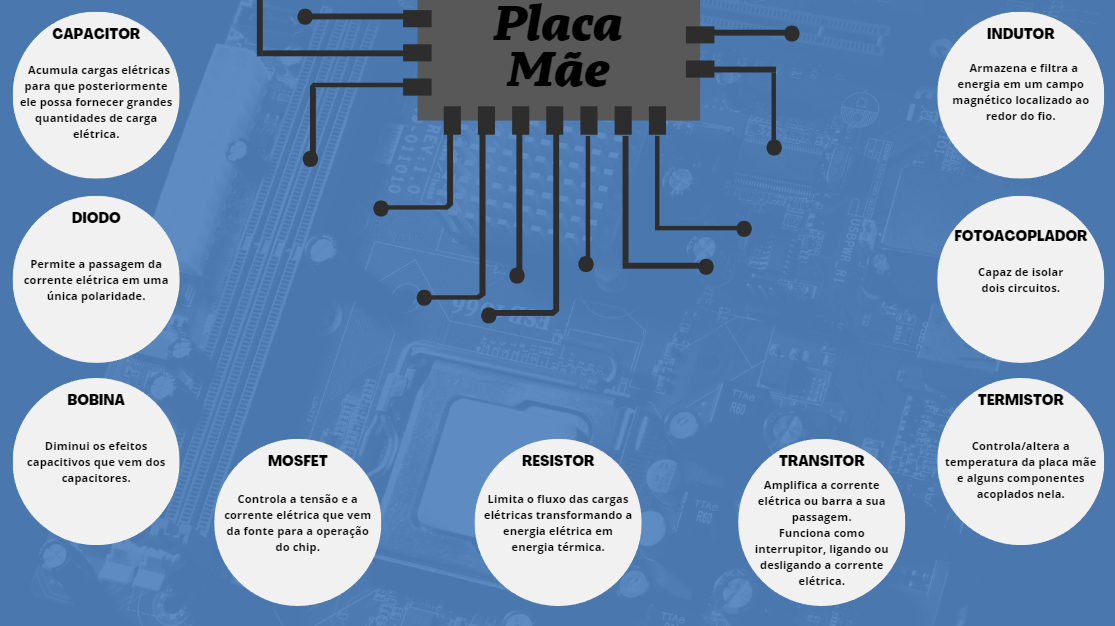 Placa
Mãe
CAPACITOR
Acumula cargas elétricas
para que posteriormente
ele possa fornecer grandes
quantidades de carga
elétrica.
DIODO
Permite a passagem da
corrente elétrica em uma
única polaridade.
BOBINA
Diminui os efeitos
capacitivos que vem dos
capacitores.
MOSFET
Controla a tensão e a
corrente elétrica que vem
da fonte para a operação
do chip.
RESISTOR
Limita o fluxo das cargas
elétricas transformando a
energia elétrica em
energia térmica.
TRANSITOR
Amplifica a corrente
elétrica ou barra a sua
passagem.
Funciona como
interrupitor, ligando ou
desligando a corrente
elétrica.
INDUTOR
Armazena e filtra a
energia em um campo
magnético localizado ao
redor do fio.
FOTOACOPLADOR
Capaz de isolar
dois circuitos.
TERMISTOR
Controla/altera a
temperatura da placa mãe
e alguns componentes
acoplados nela.